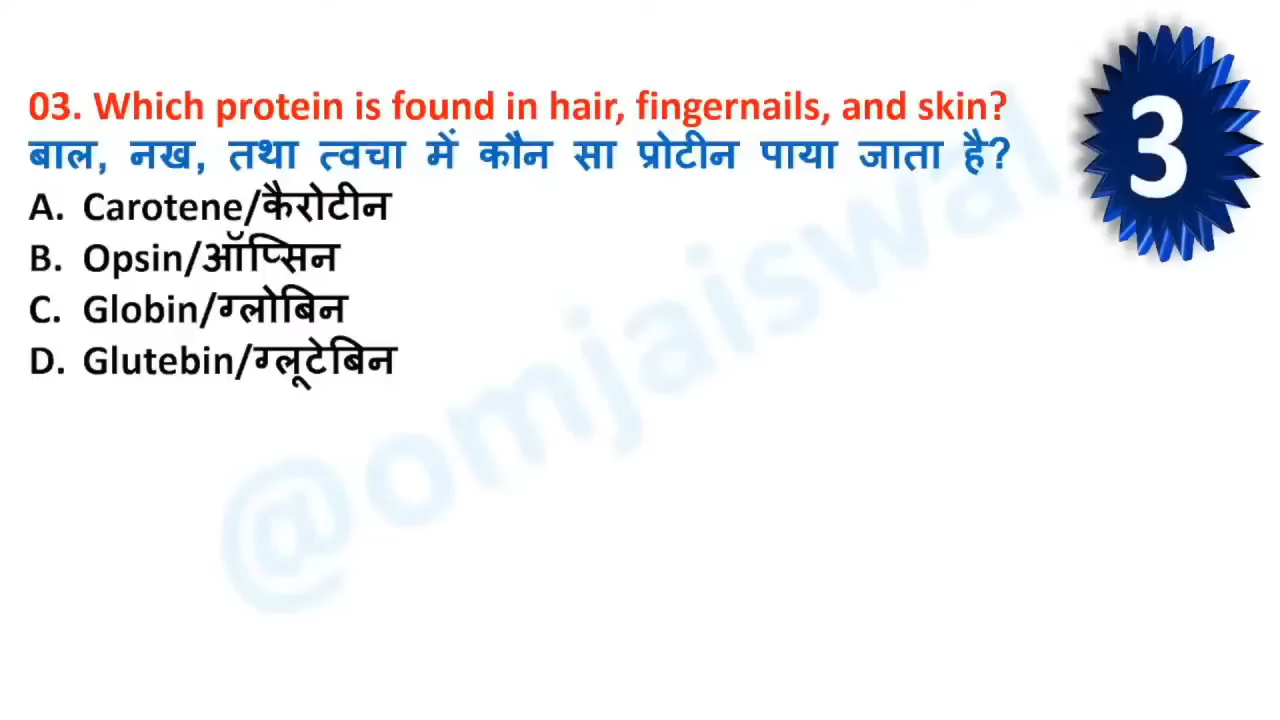 03. Which protein is found in hair, fingernails, and skin?
बाल, नख, तथा त्वचा में कौन सा प्रोटीन पाया जाता है?
A. Carotene/कैरोटीन
B. Opsin/ऑप्सिन
C. Globin/ग्लोबिन
D. Glutebin/ग्लूटेबिन
3
@omjaiswal